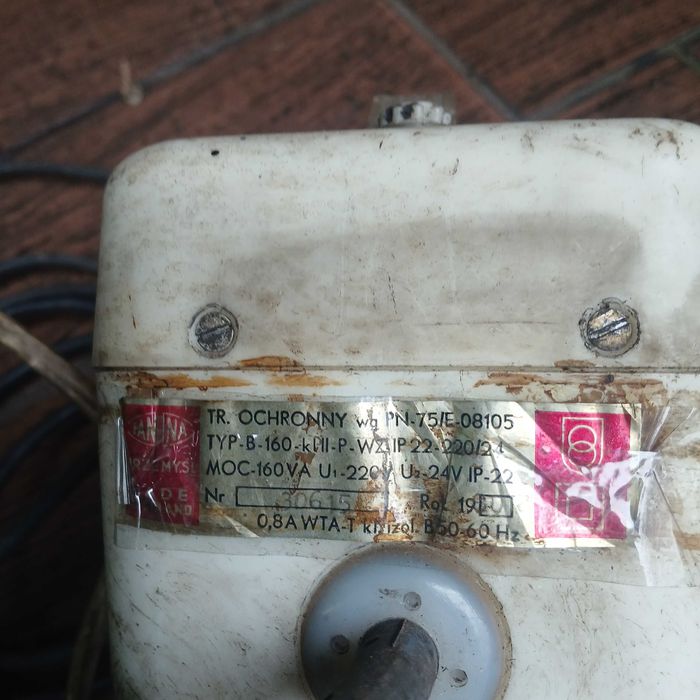 TR. OCHRONNY wg PN-75/E-08105
TYP-B-160-kl.II-P-WZ IP 22-220/24
MOC-160VA U₁-220V U₂-24V IP-22
Nr 30615 Rok 19
0,8A WTA-T kl. izol. B 50-60 Hz